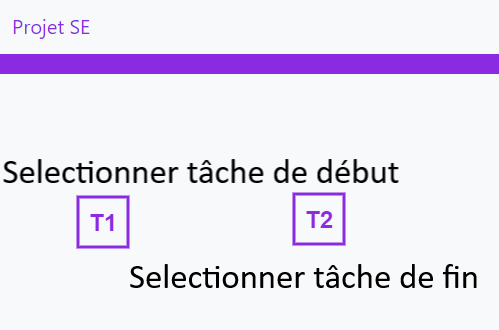 Projet SE
Selectionner tâche de début
T1 T2
Selectionner tâche de fin